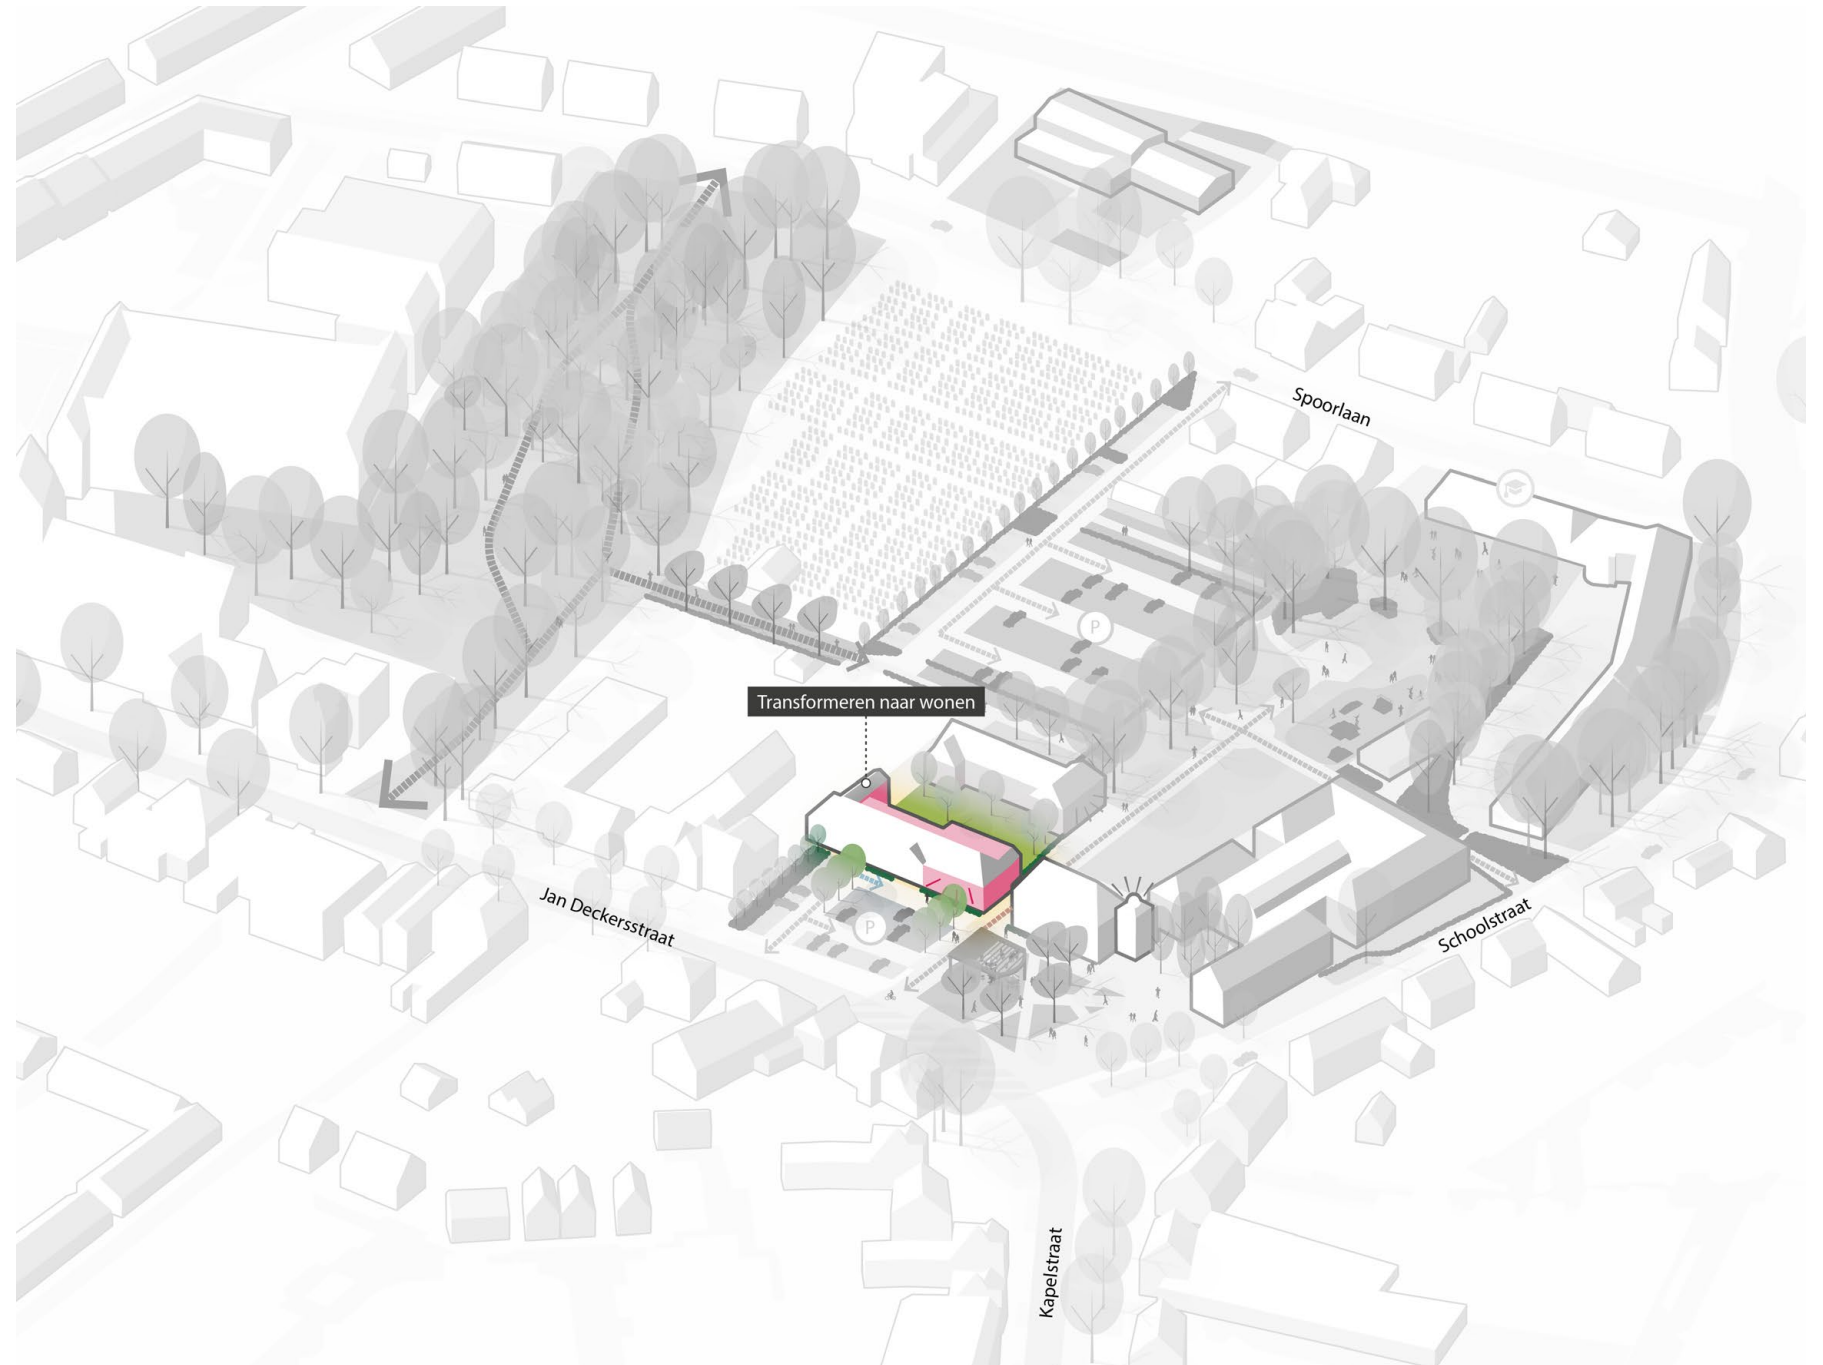 Spoorlaan
P
Transformeren naar wonen
Jan Deckersstraat
P
Schoolstraat
Kapelstraat